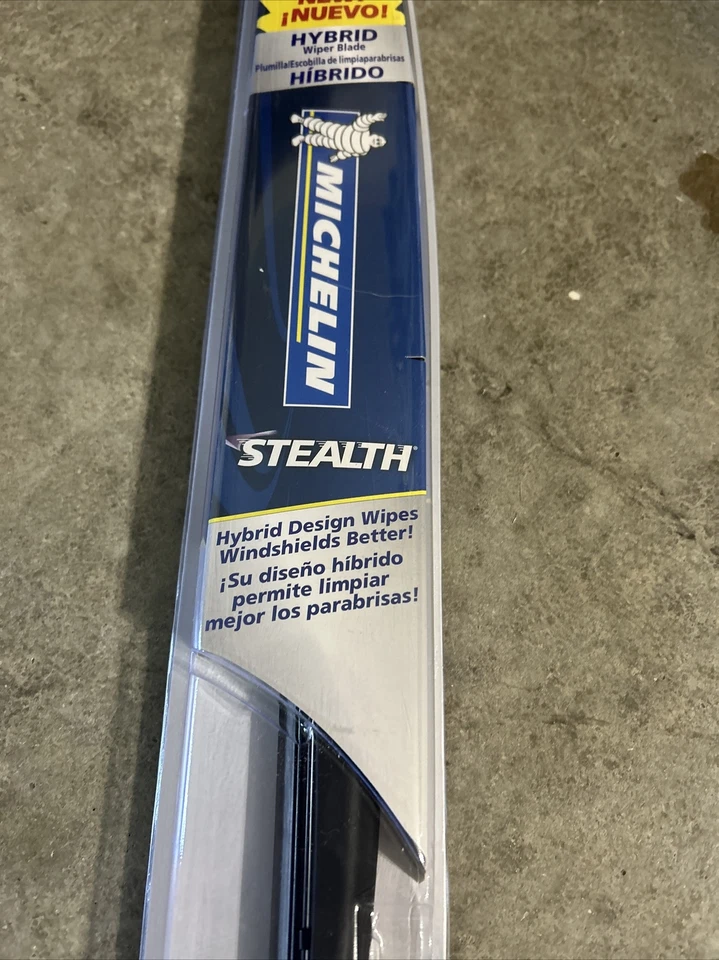 NEW!
¡NUEVO!
HYBRID
Wiper Blade
Plumilla/Escobilla de limpiaparabrisas
HÍBRIDO
MICHELIN
STEALTH
Hybrid Design Wipes
Windshields Better!
¡Su diseño híbrido
permite limpiar
mejor los parabrisas!